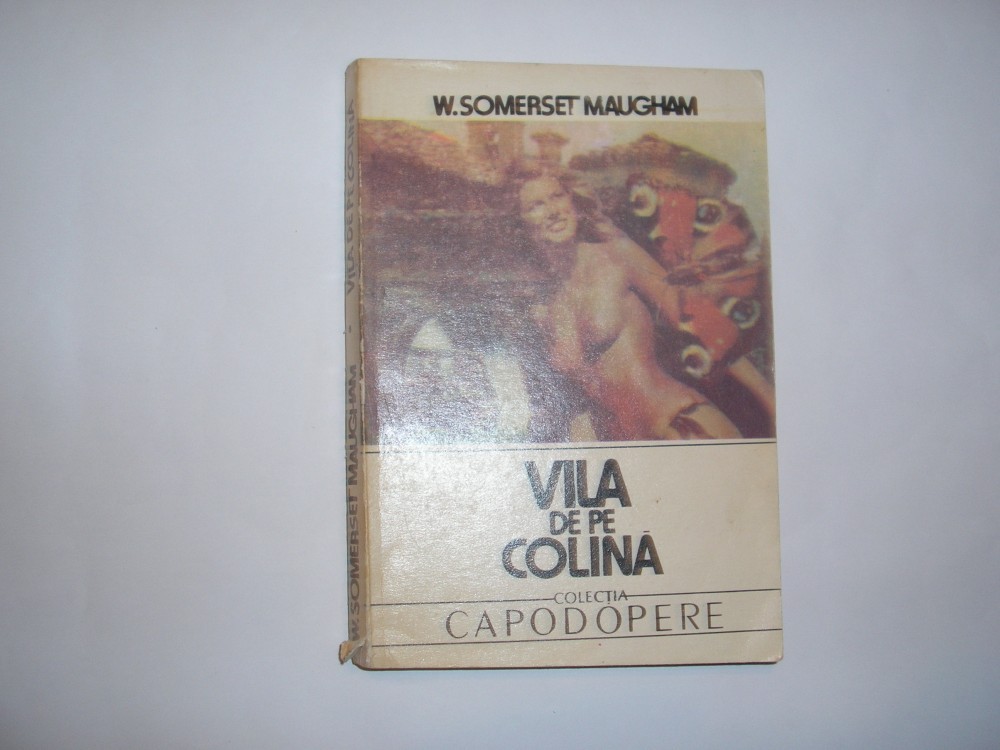 W. SOMERSET MAUGHAM
VILA
DE PE
COLINĂ
COLECȚIA
CAPODOPERE
W. SOMERSET MAUGHAM • VILA DE PE COLINĂ